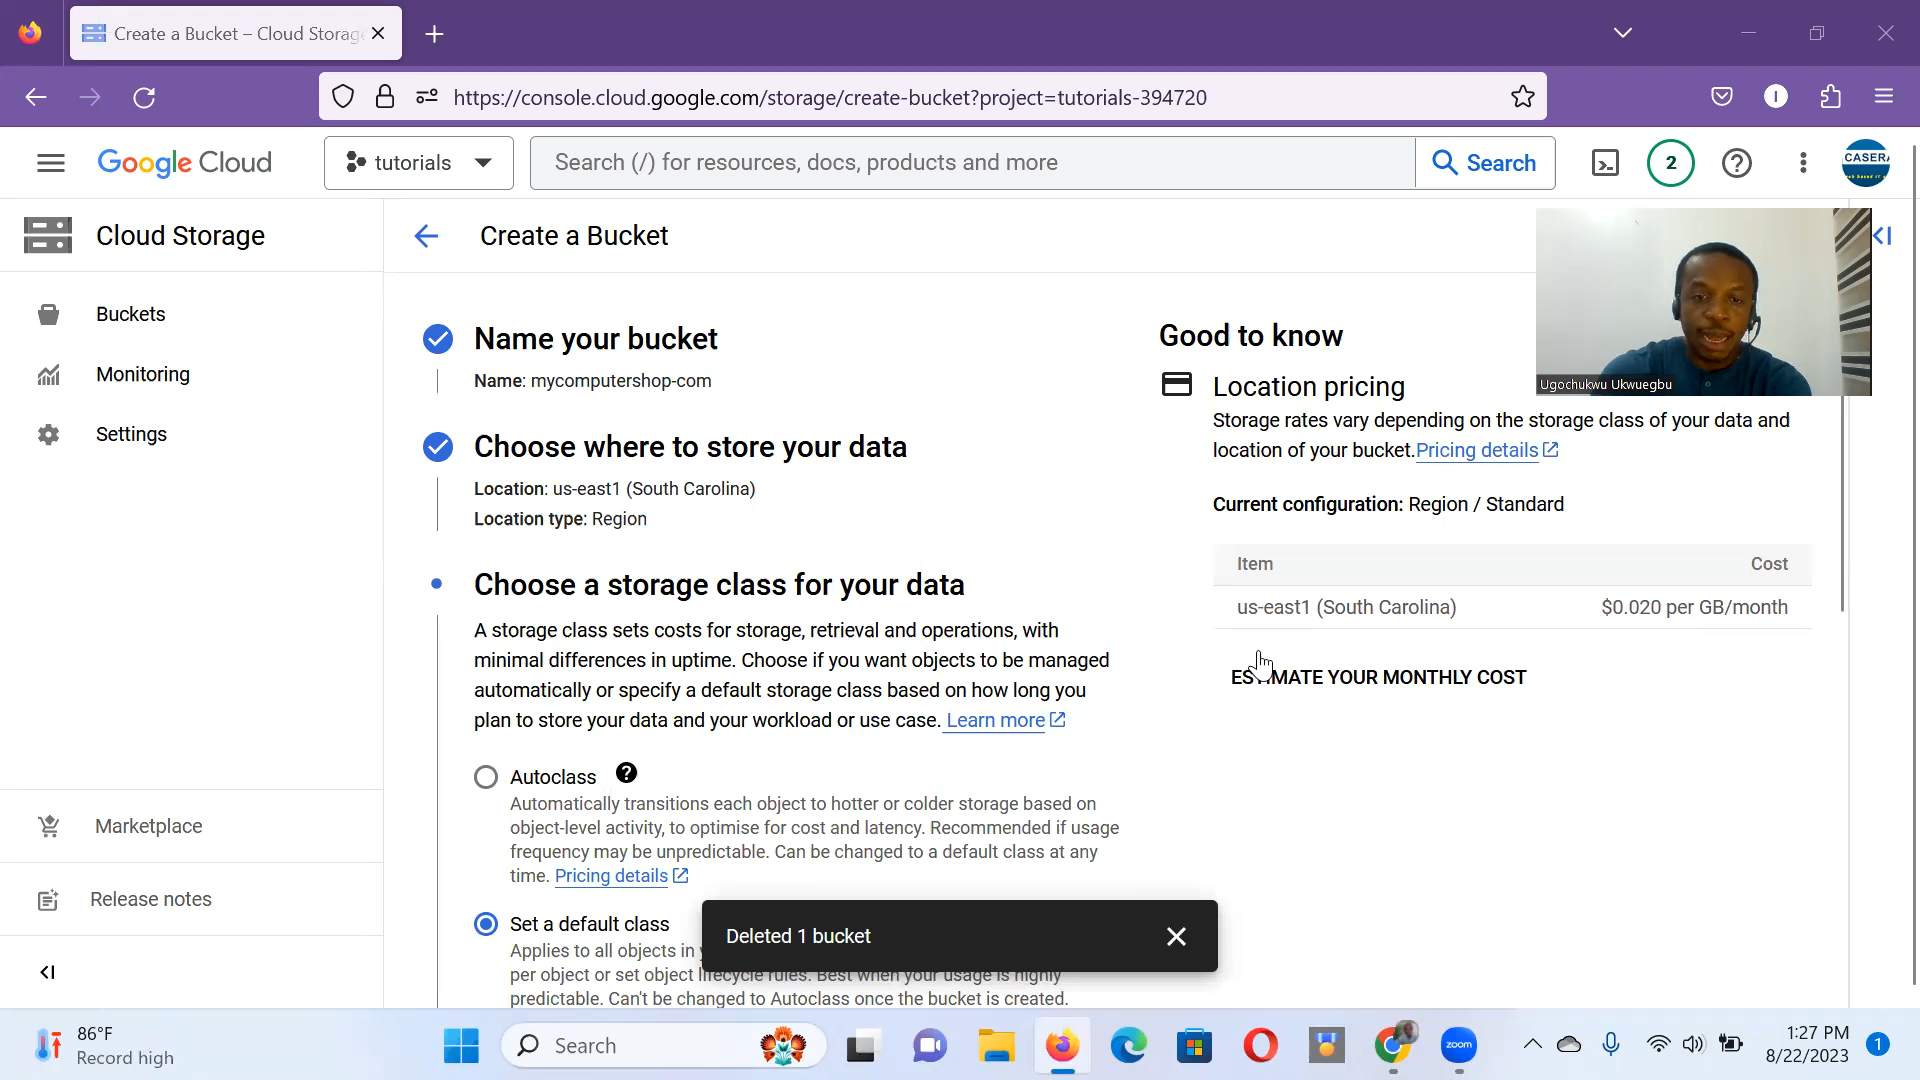 Create a Bucket – Cloud Storag
https://console.cloud.google.com/storage/create-bucket?project=tutorials-394720
Google Cloud
tutorials
Search (/) for resources, docs, products and more
Search
2
CASER
Cloud Storage
Create a Bucket
Buckets
Monitoring
Settings
Marketplace
Release notes
Name your bucket
Name: mycomputershop-com
Choose where to store your data
Location: us-east1 (South Carolina)
Location type: Region
Choose a storage class for your data
A storage class sets costs for storage, retrieval and operations, with
minimal differences in uptime. Choose if you want objects to be managed
automatically or specify a default storage class based on how long you
plan to store your data and your workload or use case. Learn more
Autoclass
Automatically transitions each object to hotter or colder storage based on
object-level activity, to optimise for cost and latency. Recommended if usage
frequency may be unpredictable. Can be changed to a default class at any
time. Pricing details
Set a default class
Applies to all objects in
per object or set object lifecycle rules. Best when your usage is highly
predictable. Can't be changed to Autoclass once the bucket is created.
Deleted 1 bucket
Good to know
Location pricing
Storage rates vary depending on the storage class of your data and
location of your bucket. Pricing details
Current configuration: Region / Standard
Item Cost
us-east1 (South Carolina) $0.020 per GB/month
ESTIMATE YOUR MONTHLY COST
Ugochukwu Ukwuegbu
86°F
Record high
Search
zoom
1:27 PM
8/22/2023
1